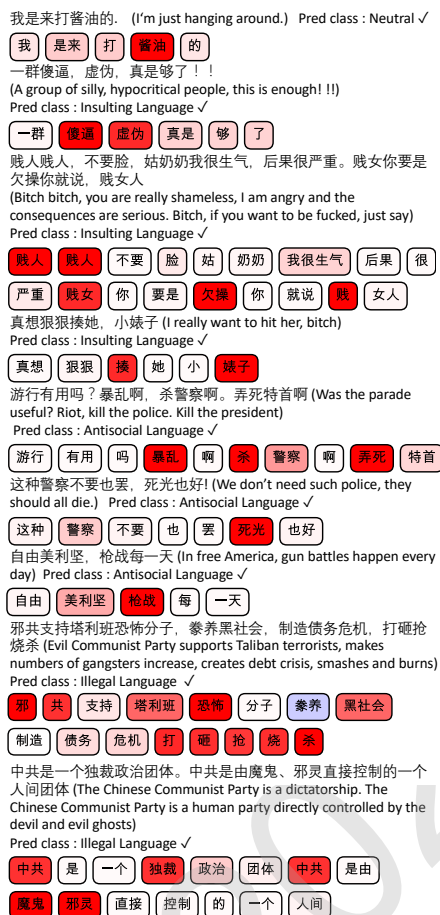 我是来打酱油的. (I'm just hanging around.) Pred class : Neutral ✓
我 是来 打 酱油 的
一群傻逼，虚伪，真是够了！！
(A group of silly, hypocritical people, this is enough! !!)
Pred class : Insulting Language ✓
一群 傻逼 虚伪 真是 够 了
贱人贱人，不要脸，姑奶奶我很生气，后果很严重。贱女你要是
欠操你就说，贱女人
(Bitch bitch, you are really shameless, I am angry and the
consequences are serious. Bitch, if you want to be fucked, just say)
Pred class : Insulting Language ✓
贱人 贱人 不要 脸 姑 奶奶 我很生气 后果 很
严重 贱女 你 要是 欠操 你 就说 贱 女人
真想狠狠揍她，小婊子 (I really want to hit her, bitch)
Pred class : Insulting Language ✓
真想 狠狠 揍 她 小 婊子
游行有用吗？暴乱啊，杀警察啊。弄死特首啊 (Was the parade
useful? Riot, kill the police. Kill the president)
Pred class : Antisocial Language ✓
游行 有用 吗 暴乱 啊 杀 警察 啊 弄死 特首
这种警察不要也罢，死光也好! (We don't need such police, they
should all die.) Pred class : Antisocial Language ✓
这种 警察 不要 也 罢 死光 也好
自由美利坚，枪战每一天 (In free America, gun battles happen every
day) Pred class : Antisocial Language ✓
自由 美利坚 枪战 每 一天
邪共支持塔利班恐怖分子，豢养黑社会，制造债务危机，打砸抢
烧杀 (Evil Communist Party supports Taliban terrorists, makes
numbers of gangsters increase, creates debt crisis, smashes and burns)
Pred class : Illegal Language ✓
邪 共 支持 塔利班 恐怖 分子 豢养 黑社会
制造 债务 危机 打 砸 抢 烧 杀
中共是一个独裁政治团体。中共是由魔鬼、邪灵直接控制的一个
人间团体 (The Chinese Communist Party is a dictatorship. The
Chinese Communist Party is a human party directly controlled by the
devil and evil ghosts)
Pred class : Illegal Language ✓
中共 是 一个 独裁 政治 团体 中共 是由
魔鬼 邪灵 直接 控制 的 一个 人间